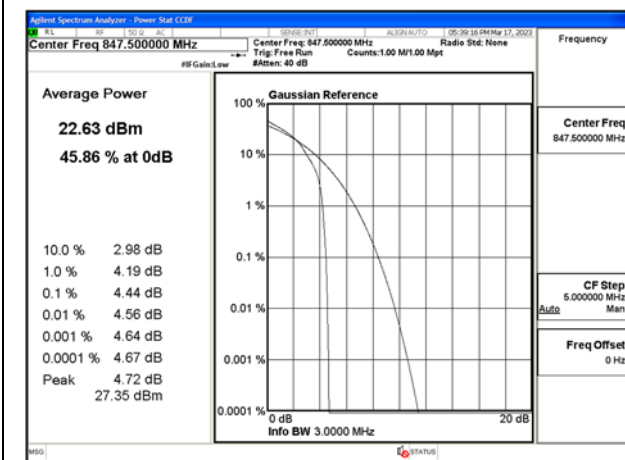 Agilent Spectrum Analyzer - Power Stat CCDF
RL RF 50 Ω AC SENSE:INT ALIGN AUTO 05:39:16 PM Mar 17, 2023
Center Freq 847.500000 MHz
Center Freq: 847.500000 MHz Radio Std: None
Trig: Free Run Counts:1.00 M/1.00 Mpt
#IFGain:Low #Atten: 40 dB
Frequency
Average Power
22.63 dBm
45.86 % at 0dB
10.0 % 2.98 dB
1.0 % 4.19 dB
0.1 % 4.44 dB
0.01 % 4.56 dB
0.001 % 4.64 dB
0.0001 % 4.67 dB
Peak 4.72 dB
27.35 dBm
Gaussian Reference
100 %
10 %
1 %
0.1 %
0.01 %
0.001 %
0.0001 %
0 dB 20 dB
Info BW 3.0000 MHz
Center Freq
847.500000 MHz
CF Step
5.000000 MHz
Auto Man
Freq Offset
0 Hz
MSG STATUS